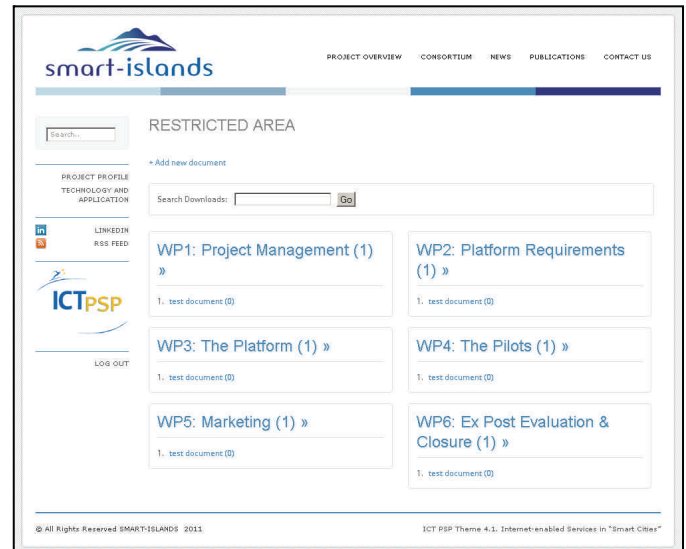 smart-islands
PROJECT OVERVIEW CONSORTIUM NEWS PUBLICATIONS CONTACT US
Search..
RESTRICTED AREA
+ Add new document
PROJECT PROFILE
TECHNOLOGY AND
APPLICATION
Search Downloads: Go
LINKEDIN
RSS FEED
ICTPSP
LOG OUT
WP1: Project Management (1)
»
1. test document (0)
WP2: Platform Requirements
(1) »
1. test document (0)
WP3: The Platform (1) »
1. test document (0)
WP4: The Pilots (1) »
1. test document (0)
WP5: Marketing (1) »
1. test document (0)
WP6: Ex Post Evaluation &
Closure (1) »
1. test document (0)
© All Rights Reserved SMART-ISLANDS 2011
ICT PSP Theme 4.1. Internet-enabled Services in "Smart Cities"